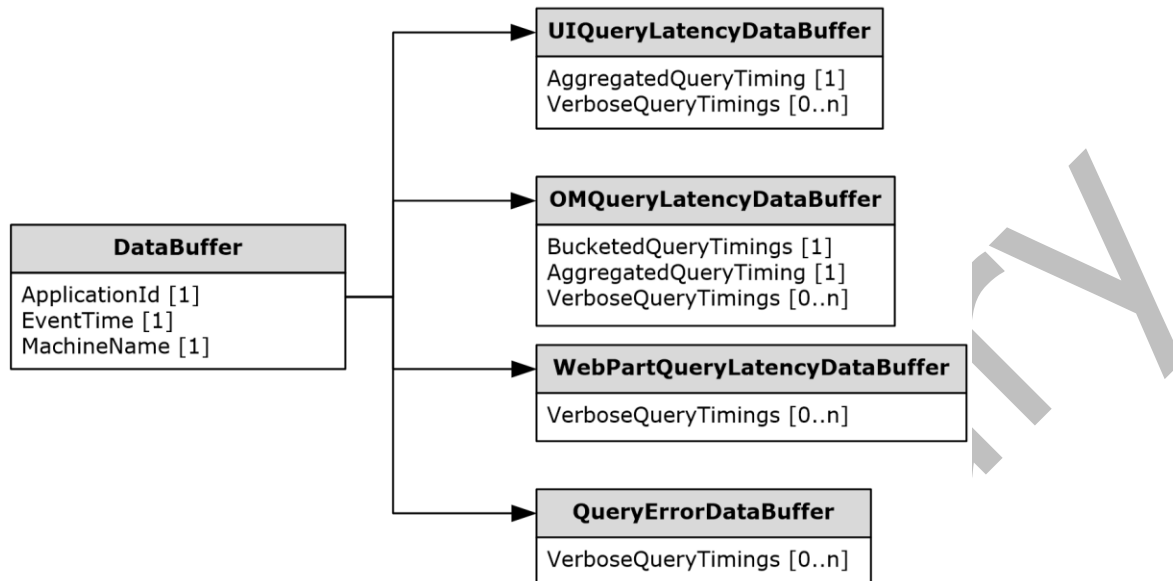 UIQueryLatencyDataBuffer
AggregatedQueryTiming [1]
VerboseQueryTimings [0..n]
OMQueryLatencyDataBuffer
BucketedQueryTimings [1]
AggregatedQueryTiming [1]
VerboseQueryTimings [0..n]
DataBuffer
ApplicationId [1]
EventTime [1]
MachineName [1]
WebPartQueryLatencyDataBuffer
VerboseQueryTimings [0..n]
QueryErrorDataBuffer
VerboseQueryTimings [0..n]